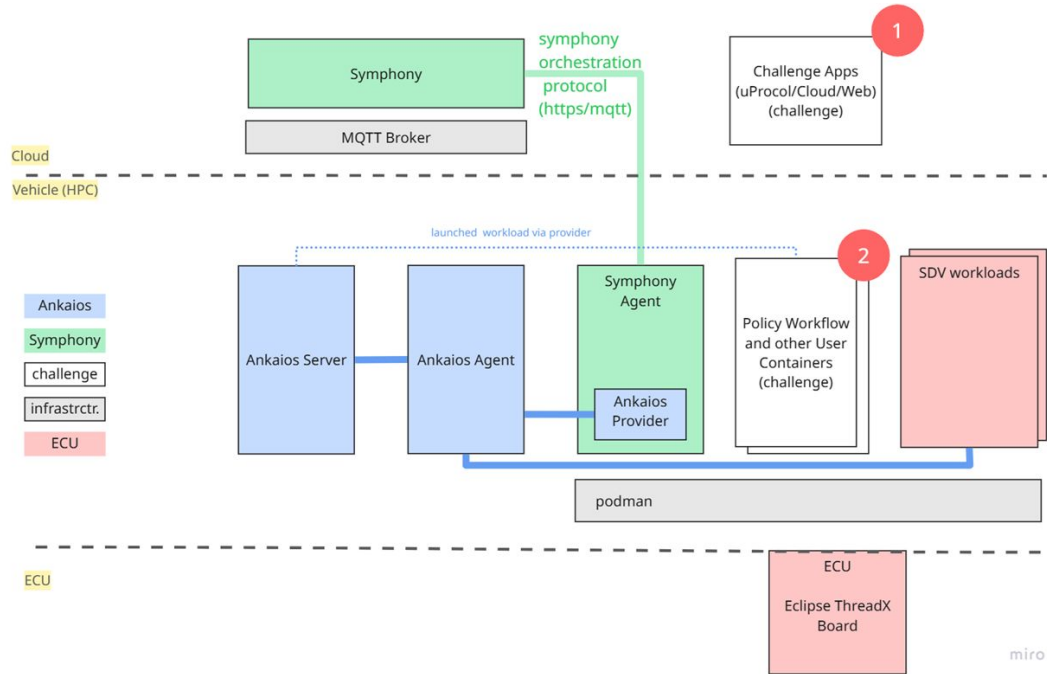 1
symphony
orchestration
protocol
(https/mqtt)
Symphony
Challenge Apps
(uProcol/Cloud/Web)
(challenge)
MQTT Broker
Cloud
Vehicle (HPC)
launched workload via provider
2
SDV workloads
Symphony
Agent
Ankaios
Symphony
challenge
infrastrctr.
ECU
Ankaios Server
Ankaios Agent
Policy Workflow
and other User
Containers
(challenge)
Ankaios
Provider
podman
ECU
ECU
Eclipse ThreadX
Board
miro